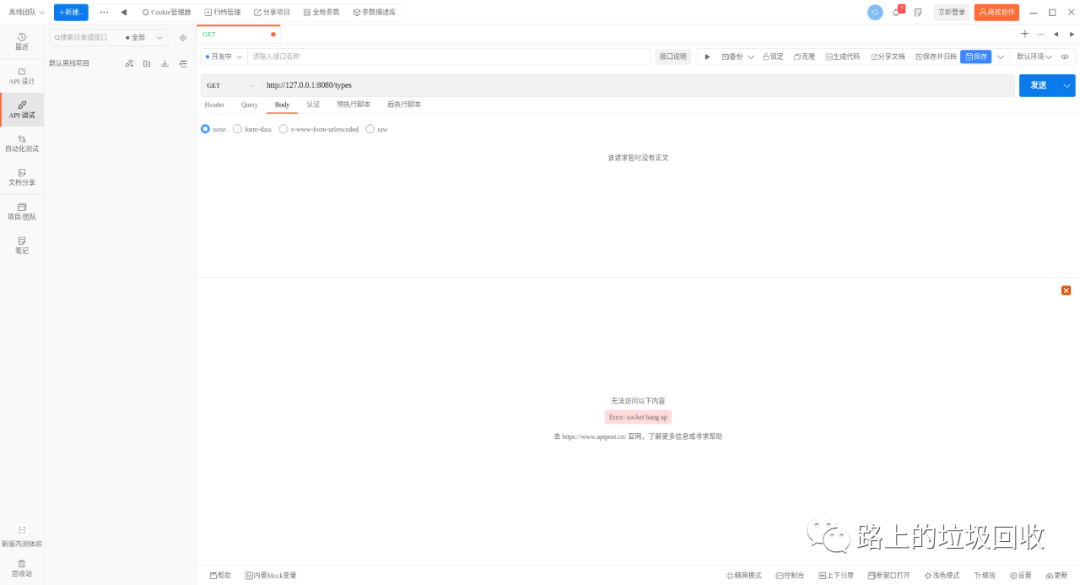 离线团队
+新建...
Cookie管理器
归档管理
分享项目
全局参数
参数描述库
7
立即登录
高效协作
最近
API 设计
API 调试
自动化测试
文档分享
项目/团队
笔记
新版内测体验
回收站
搜索目录或接口
全部
默认离线项目
GET
开发中
请输入接口名称
接口说明
备份
锁定
克隆
生成代码
分享文档
保存并归档
保存
默认环境
GET
http://127.0.0.1:8080/types
发送
Header Query Body 认证 预执行脚本 后执行脚本
none form-data x-www-form-urlencoded raw
该请求暂时没有正文
无法访问以下内容
Error: socket hang up
去 https://www.apipost.cn/ 官网，了解更多信息或寻求帮助
路上的垃圾回收
帮助 内置Mock变量
精简模式 控制台 上下分屏 新窗口打开 浅色模式 缩放 设置 更新